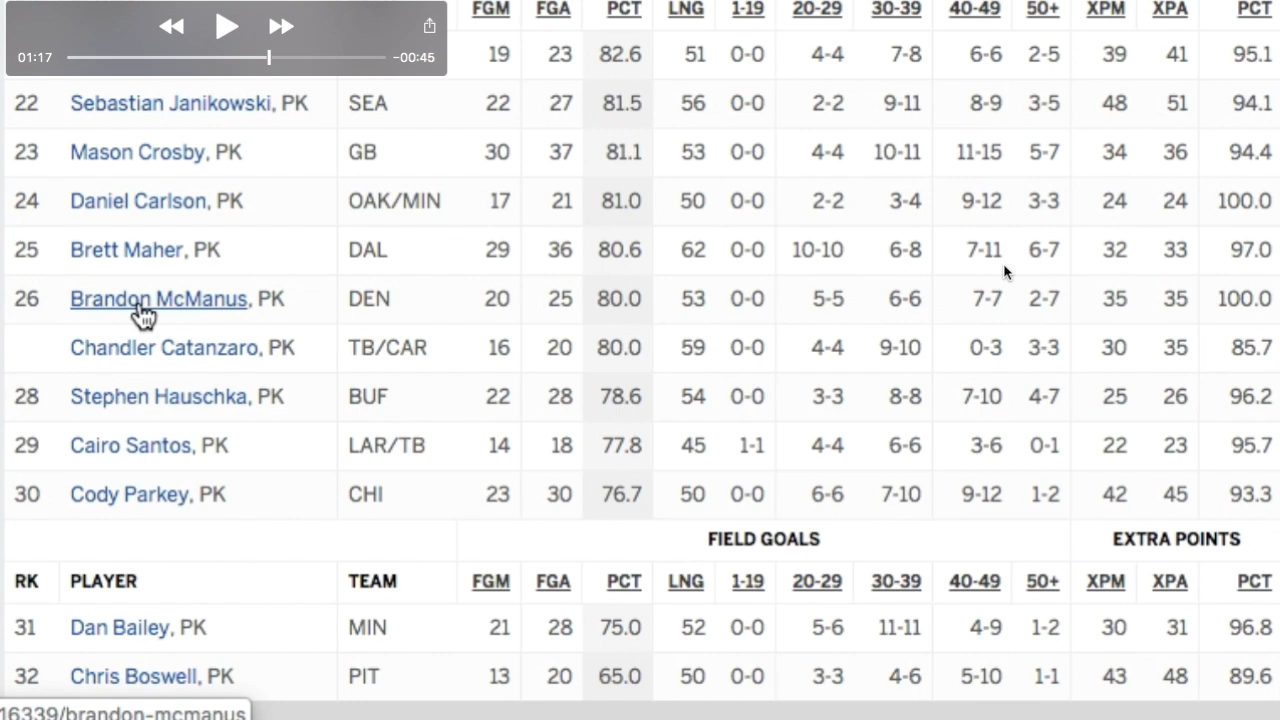 FGM FGA PCT LNG 1-19 20-29 30-39 40-49 50+ XPM XPA PCT
01:17 −00:45
19 23 82.6 51 0-0 4-4 7-8 6-6 2-5 39 41 95.1
22 Sebastian Janikowski, PK SEA 22 27 81.5 56 0-0 2-2 9-11 8-9 3-5 48 51 94.1
23 Mason Crosby, PK GB 30 37 81.1 53 0-0 4-4 10-11 11-15 5-7 34 36 94.4
24 Daniel Carlson, PK OAK/MIN 17 21 81.0 50 0-0 2-2 3-4 9-12 3-3 24 24 100.0
25 Brett Maher, PK DAL 29 36 80.6 62 0-0 10-10 6-8 7-11 6-7 32 33 97.0
26 Brandon McManus, PK DEN 20 25 80.0 53 0-0 5-5 6-6 7-7 2-7 35 35 100.0
Chandler Catanzaro, PK TB/CAR 16 20 80.0 59 0-0 4-4 9-10 0-3 3-3 30 35 85.7
28 Stephen Hauschka, PK BUF 22 28 78.6 54 0-0 3-3 8-8 7-10 4-7 25 26 96.2
29 Cairo Santos, PK LAR/TB 14 18 77.8 45 1-1 4-4 6-6 3-6 0-1 22 23 95.7
30 Cody Parkey, PK CHI 23 30 76.7 50 0-0 6-6 7-10 9-12 1-2 42 45 93.3
FIELD GOALS EXTRA POINTS
RK PLAYER TEAM FGM FGA PCT LNG 1-19 20-29 30-39 40-49 50+ XPM XPA PCT
31 Dan Bailey, PK MIN 21 28 75.0 52 0-0 5-6 11-11 4-9 1-2 30 31 96.8
32 Chris Boswell, PK PIT 13 20 65.0 50 0-0 3-3 4-6 5-10 1-1 43 48 89.6
16339/brandon-mcmanus